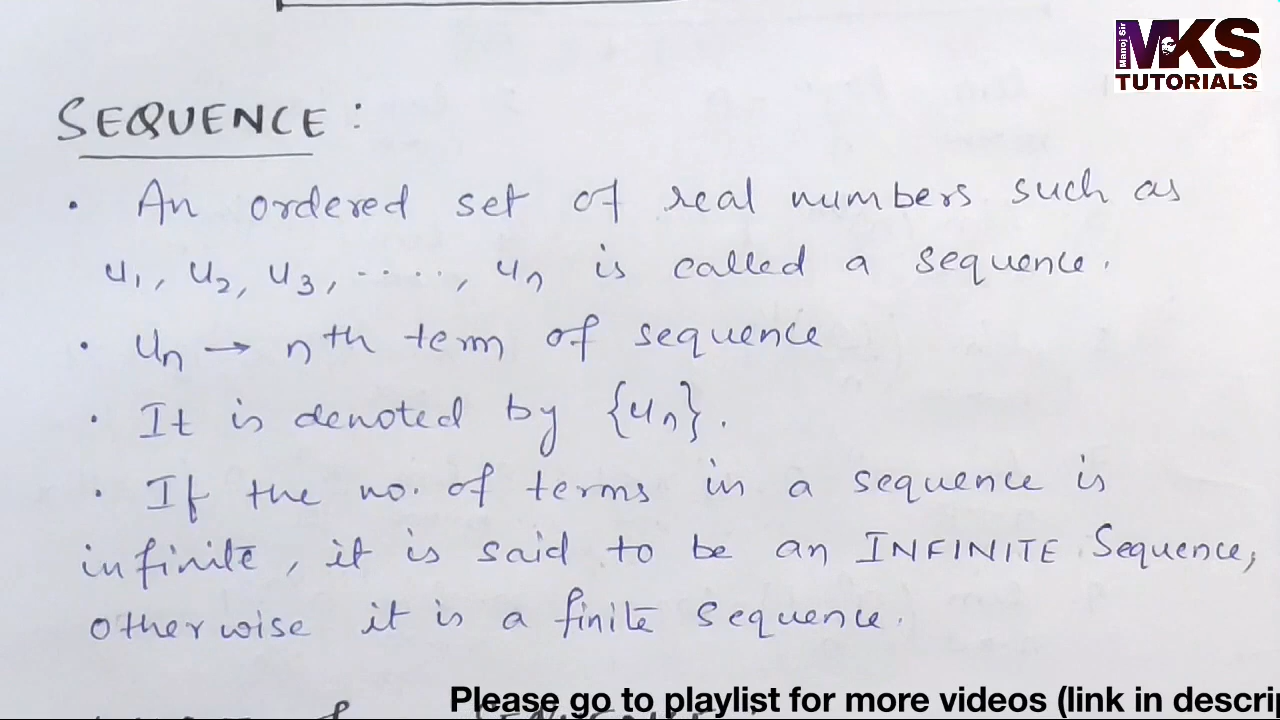 Manoj Sir
MKS
TUTORIALS
SEQUENCE :
• An ordered set of real numbers such as
u₁, u₂, u₃, ....., uₙ is called a sequence.
• uₙ → nth term of sequence
• It is denoted by {uₙ}.
• If the no. of terms in a sequence is
infinite, it is said to be an INFINITE Sequence,
otherwise it is a finite sequence.
Please go to playlist for more videos (link in descri